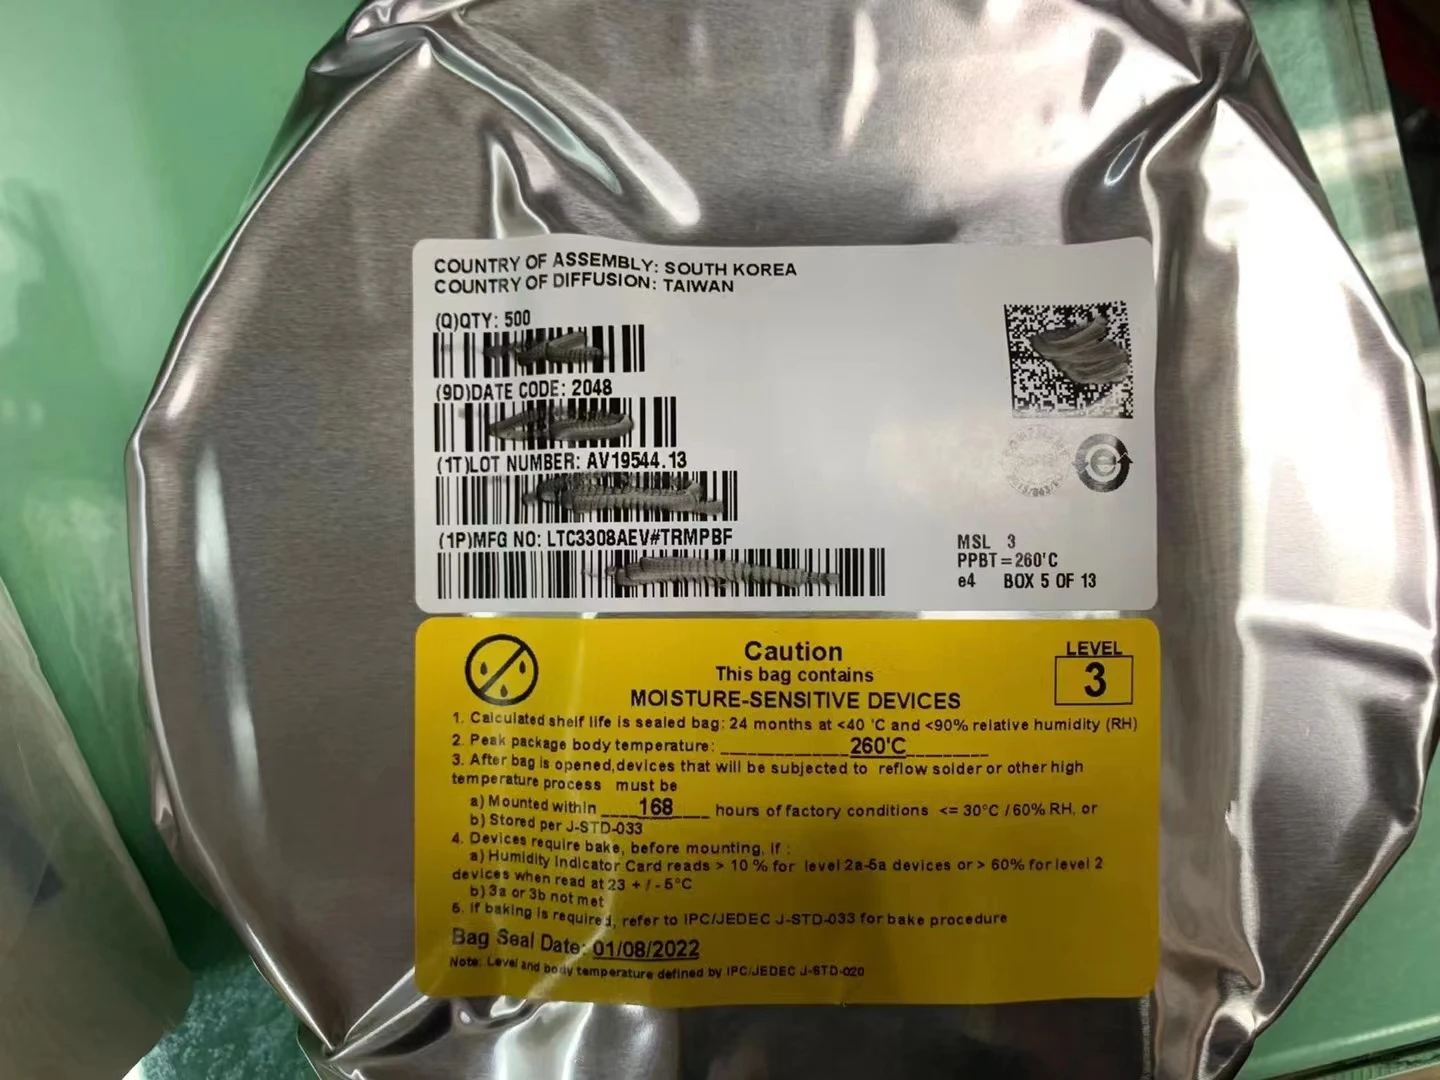 COUNTRY OF ASSEMBLY: SOUTH KOREA
COUNTRY OF DIFFUSION: TAIWAN
(Q)QTY: 500
(9D)DATE CODE: 2048
(1T)LOT NUMBER: AV19544.13
(1P)MFG NO: LTC3308AEV#TRMPBF
e
MSL 3
PPBT=260'C
e4 BOX 5 OF 13
Caution
This bag contains
MOISTURE-SENSITIVE DEVICES
LEVEL
3
1. Calculated shelf life is sealed bag: 24 months at <40 'C and <90% relative humidity (RH)
2. Peak package body temperature: ____________260'C________
3. After bag is opened,devices that will be subjected to reflow solder or other high
temperature process must be
a) Mounted within ____168____ hours of factory conditions <= 30°C / 60% RH, or
b) Stored per J-STD-033
4. Devices require bake, before mounting, if :
a) Humidity Indicator Card reads > 10 % for level 2a-5a devices or > 60% for level 2
devices when read at 23 + / - 5°C
b) 3a or 3b not met
5. If baking is required, refer to IPC/JEDEC J-STD-033 for bake procedure
Bag Seal Date: 01/08/2022
Note: Level and body temperature defined by IPC/JEDEC J-STD-020